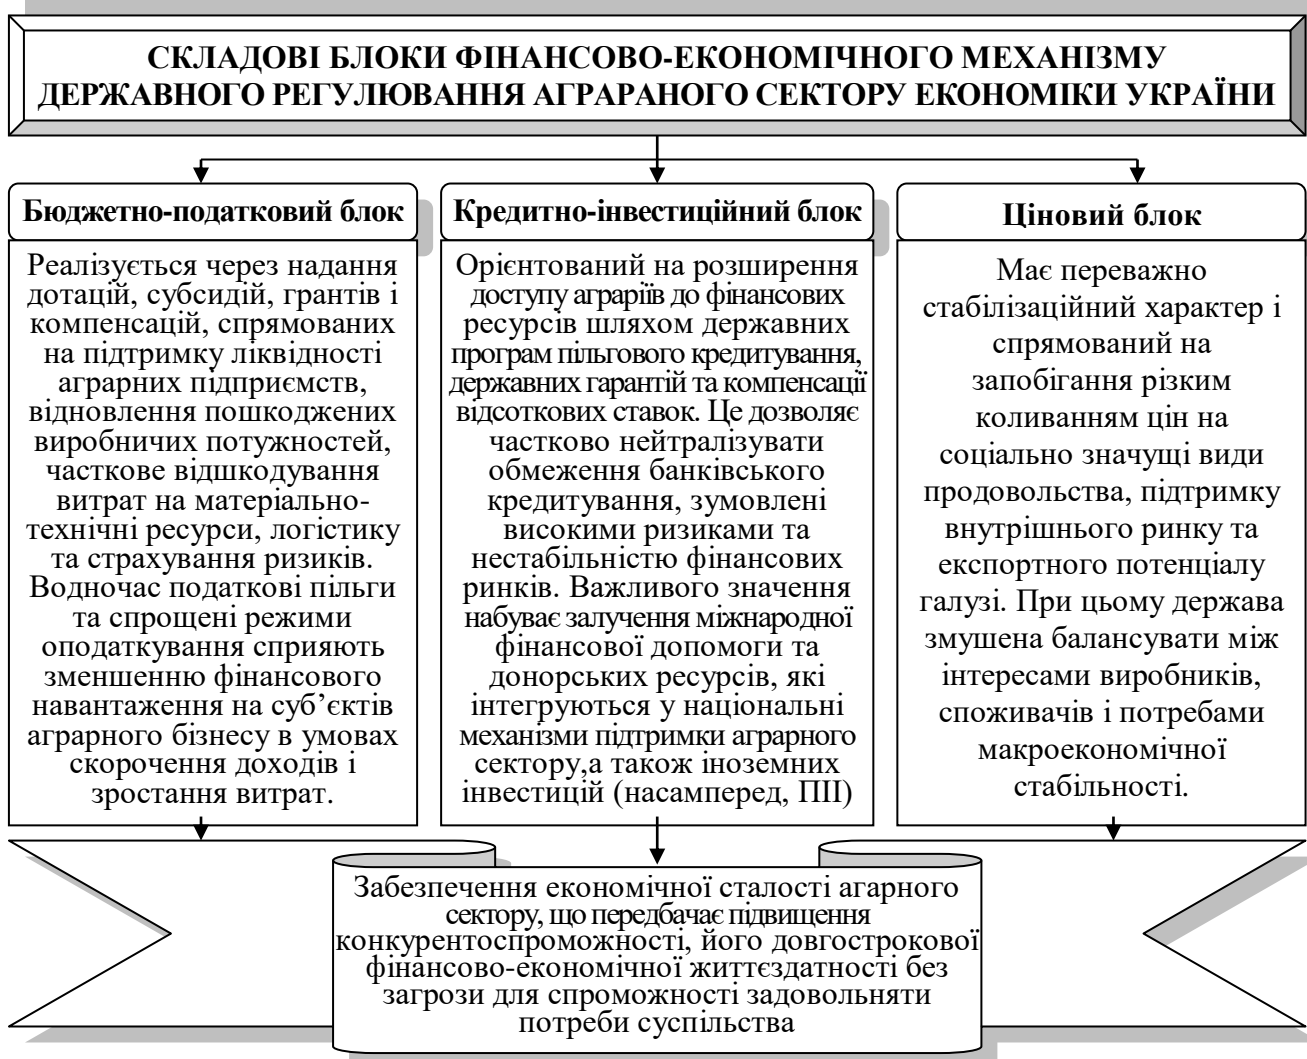 СКЛАДОВІ БЛОКИ ФІНАНСОВО-ЕКОНОМІЧНОГО МЕХАНІЗМУ
ДЕРЖАВНОГО РЕГУЛЮВАННЯ АГРАРАНОГО СЕКТОРУ ЕКОНОМІКИ УКРАЇНИ
Бюджетно-податковий блок
Реалізується через надання
дотацій, субсидій, грантів і
компенсацій, спрямованих
на підтримку ліквідності
аграрних підприємств,
відновлення пошкоджених
виробничих потужностей,
часткове відшкодування
витрат на матеріально-
технічні ресурси, логістику
та страхування ризиків.
Водночас податкові пільги
та спрощені режими
оподаткування сприяють
зменшенню фінансового
навантаження на суб’єктів
аграрного бізнесу в умовах
скорочення доходів і
зростання витрат.
Кредитно-інвестиційний блок
Орієнтований на розширення
доступу аграріїв до фінансових
ресурсів шляхом державних
програм пільгового кредитування,
державних гарантій та компенсації
відсоткових ставок. Це дозволяє
частково нейтралізувати
обмеження банківського
кредитування, зумовлені
високими ризиками та
нестабільністю фінансових
ринків. Важливого значення
набуває залучення міжнародної
фінансової допомоги та
донорських ресурсів, які
інтегруються у національні
механізми підтримки аграрного
сектору,а також іноземних
інвестицій (насамперед, ПІІ)
Ціновий блок
Має переважно
стабілізаційний характер і
спрямований на
запобігання різким
коливанням цін на
соціально значущі види
продовольства, підтримку
внутрішнього ринку та
експортного потенціалу
галузі. При цьому держава
змушена балансувати між
інтересами виробників,
споживачів і потребами
макроекономічної
стабільності.
Забезпечення економічної сталості агарного
сектору, що передбачає підвищення
конкурентоспроможності, його довгострокової
фінансово-економічної життєздатності без
загрози для спроможності задовольняти
потреби суспільства